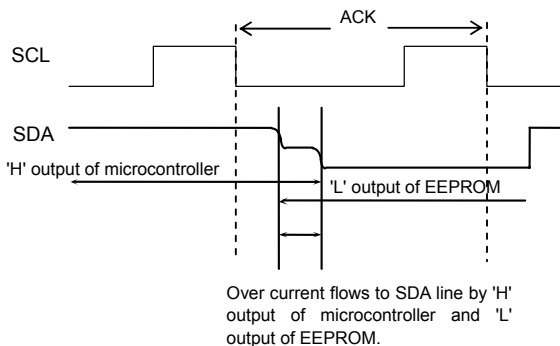 ACK
SCL
SDA
'H' output of microcontroller
'L' output of EEPROM
Over current flows to SDA line by 'H'
output of microcontroller and 'L'
output of EEPROM.